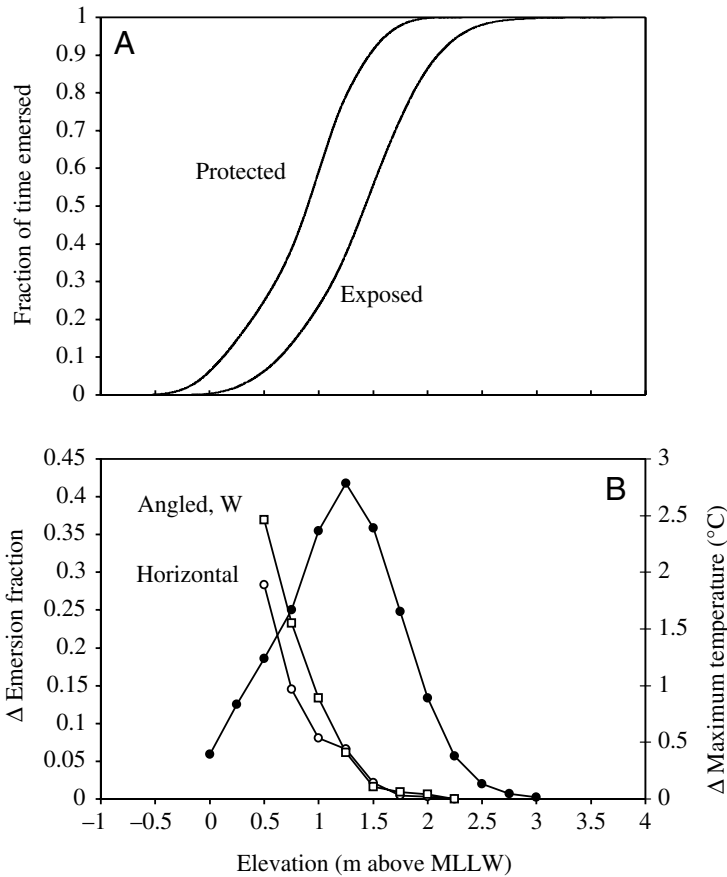 A
Fraction of time emersed
1
0.9
0.8
0.7
0.6
0.5
0.4
0.3
0.2
0.1
0
Protected
Exposed
B
Δ Emersion fraction
0.45
0.4
0.35
0.3
0.25
0.2
0.15
0.1
0.05
0
Angled, W
Horizontal
3
2.5
2
1.5
1
0.5
0
Δ Maximum temperature (°C)
–1 –0.5 0 0.5 1 1.5 2 2.5 3 3.5 4
Elevation (m above MLLW)